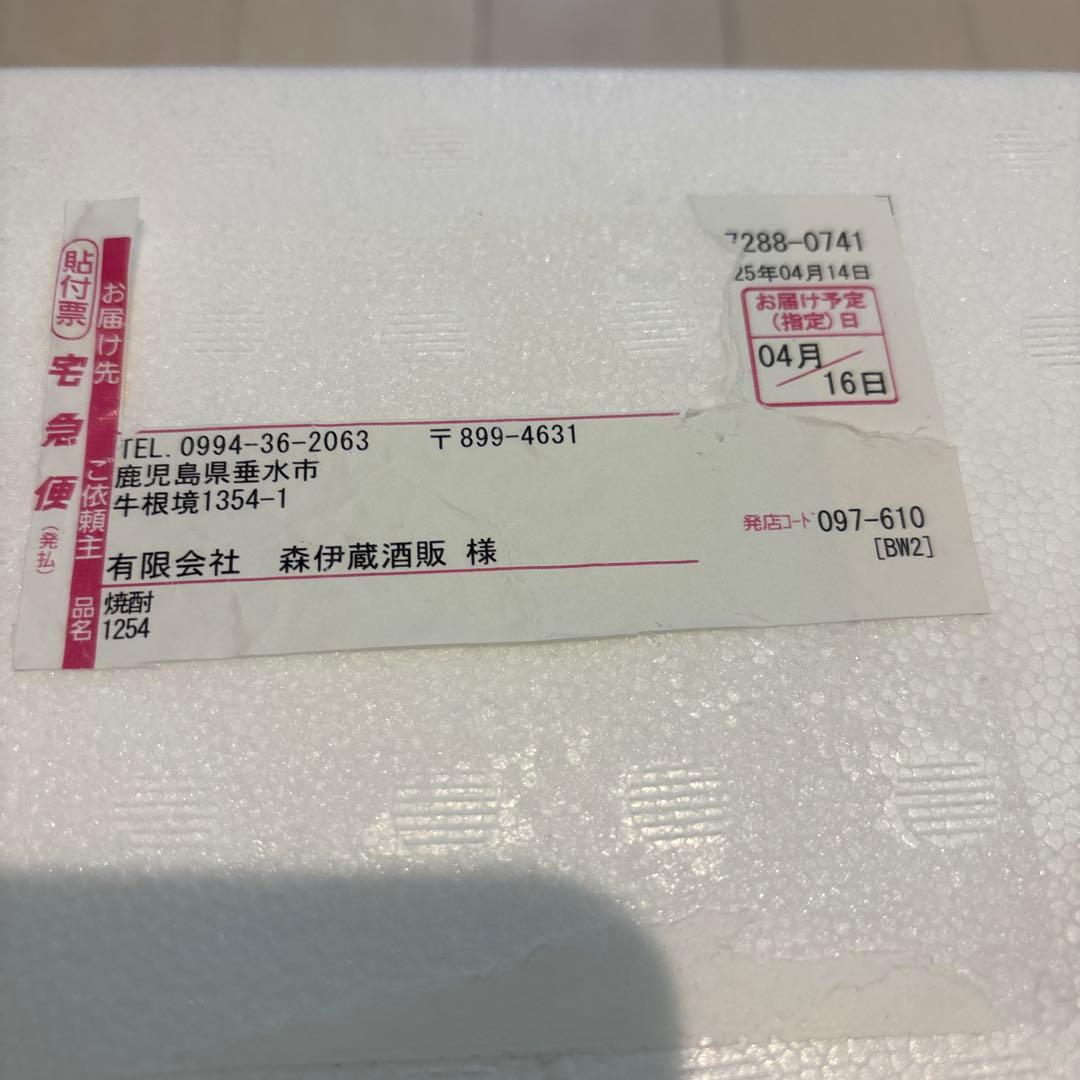 貼付票
宅急便
(発払)
お届け先
7288-0741
25年04月14日
お届け予定
(指定)日
04月
16日
ご依頼主
TEL. 0994-36-2063 〒899-4631
鹿児島県垂水市
牛根境1354-1
有限会社 森伊蔵酒販 様
発店コード 097-610
[BW2]
品名
焼酎
1254